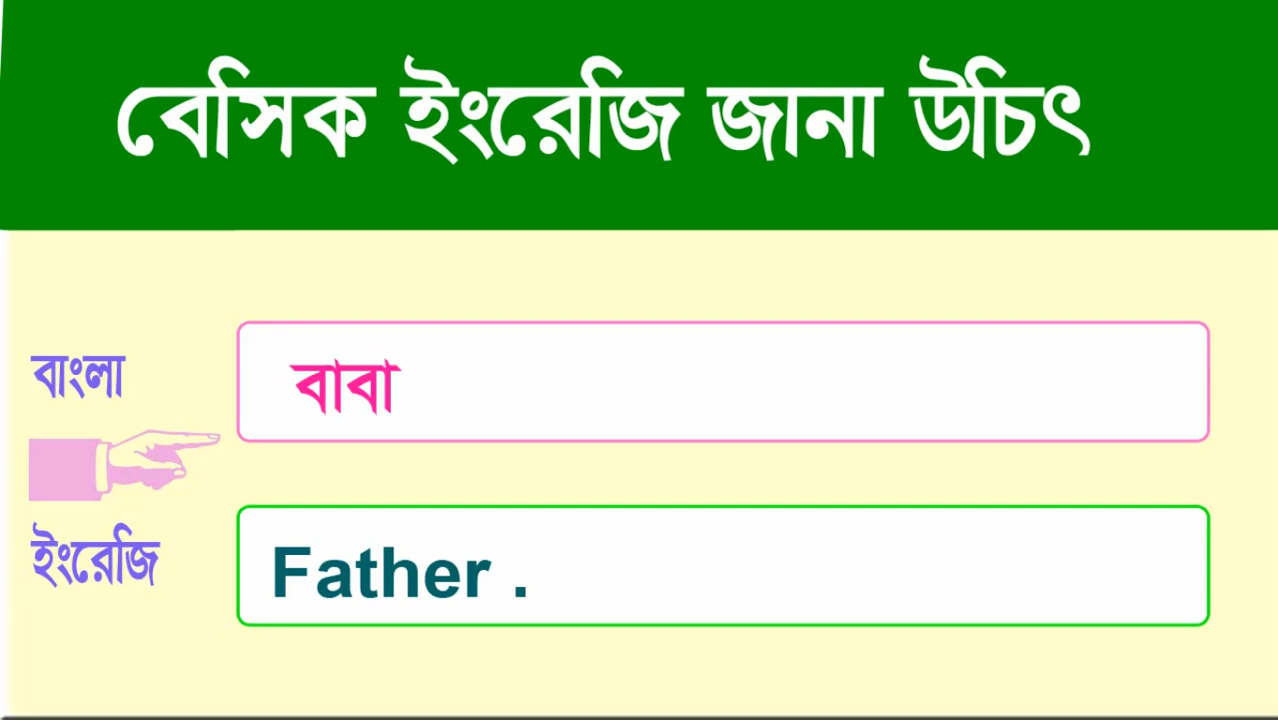 বেসিক ইংরেজি জানা উচিৎ
বাংলা
বাবা
ইংরেজি
Father .